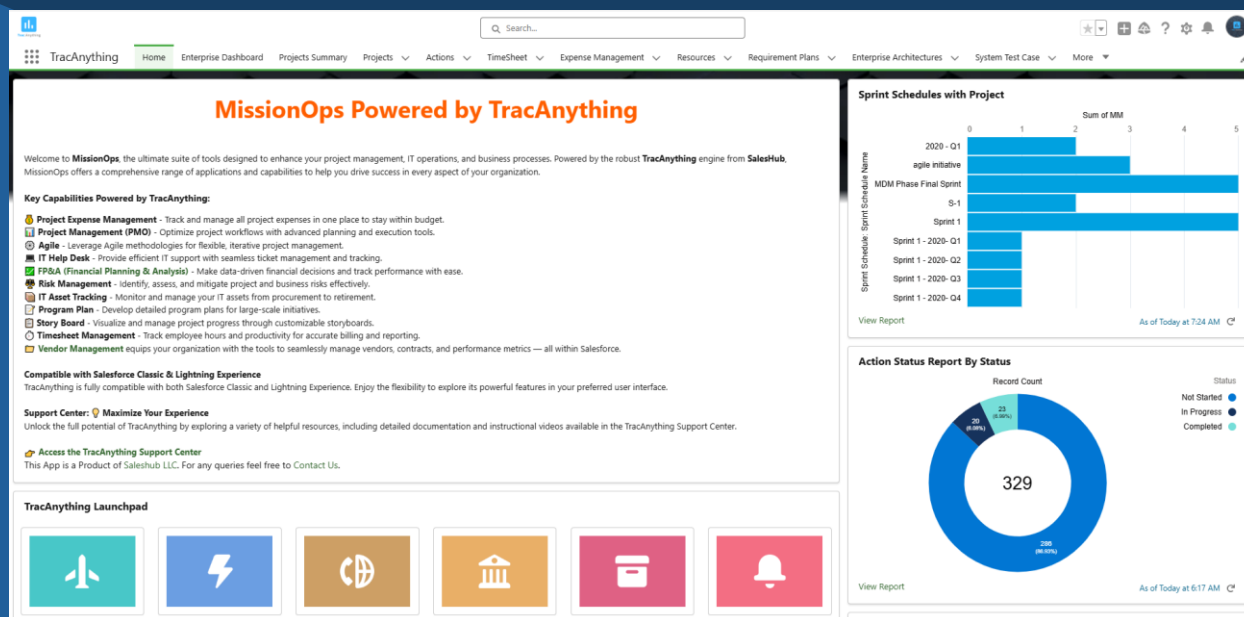 Search...
TracAnything
Home
Enterprise Dashboard
Projects Summary
Projects
Actions
TimeSheet
Expense Management
Resources
Requirement Plans
Enterprise Architectures
System Test Case
More
MissionOps Powered by TracAnything
Welcome to MissionOps, the ultimate suite of tools designed to enhance your project management, IT operations, and business processes. Powered by the robust TracAnything engine from SalesHub,
MissionOps offers a comprehensive range of applications and capabilities to help you drive success in every aspect of your organization.
Key Capabilities Powered by TracAnything:
Project Expense Management - Track and manage all project expenses in one place to stay within budget.
Project Management (PMO) - Optimize project workflows with advanced planning and execution tools.
Agile - Leverage Agile methodologies for flexible, iterative project management.
IT Help Desk - Provide efficient IT support with seamless ticket management and tracking.
FP&A (Financial Planning & Analysis) - Make data-driven financial decisions and track performance with ease.
Risk Management - Identify, assess, and mitigate project and business risks effectively.
IT Asset Tracking - Monitor and manage your IT assets from procurement to retirement.
Program Plan - Develop detailed program plans for large-scale initiatives.
Story Board - Visualize and manage project progress through customizable storyboards.
Timesheet Management - Track employee hours and productivity for accurate billing and reporting.
Vendor Management equips your organization with the tools to seamlessly manage vendors, contracts, and performance metrics — all within Salesforce.
Compatible with Salesforce Classic & Lightning Experience
TracAnything is fully compatible with both Salesforce Classic and Lightning Experience. Enjoy the flexibility to explore its powerful features in your preferred user interface.
Support Center: Maximize Your Experience
Unlock the full potential of TracAnything by exploring a variety of helpful resources, including detailed documentation and instructional videos available in the TracAnything Support Center.
Access the TracAnything Support Center
This App is a Product of Saleshub LLC. For any queries feel free to Contact Us.
TracAnything Launchpad
Sprint Schedules with Project
Sum of MM
0 1 2 3 4 5
Sprint Schedule: Sprint Schedule Name
2020 - Q1
agile initiative
MDM Phase Final Sprint
S-1
Sprint 1
Sprint 1 - 2020- Q1
Sprint 1 - 2020- Q2
Sprint 1 - 2020- Q3
Sprint 1 - 2020- Q4
View Report
As of Today at 7:24 AM
Action Status Report By Status
Record Count
Status
Not Started
In Progress
Completed
23
(6.99%)
20
(6.08%)
329
286
(86.93%)
View Report
As of Today at 6:17 AM